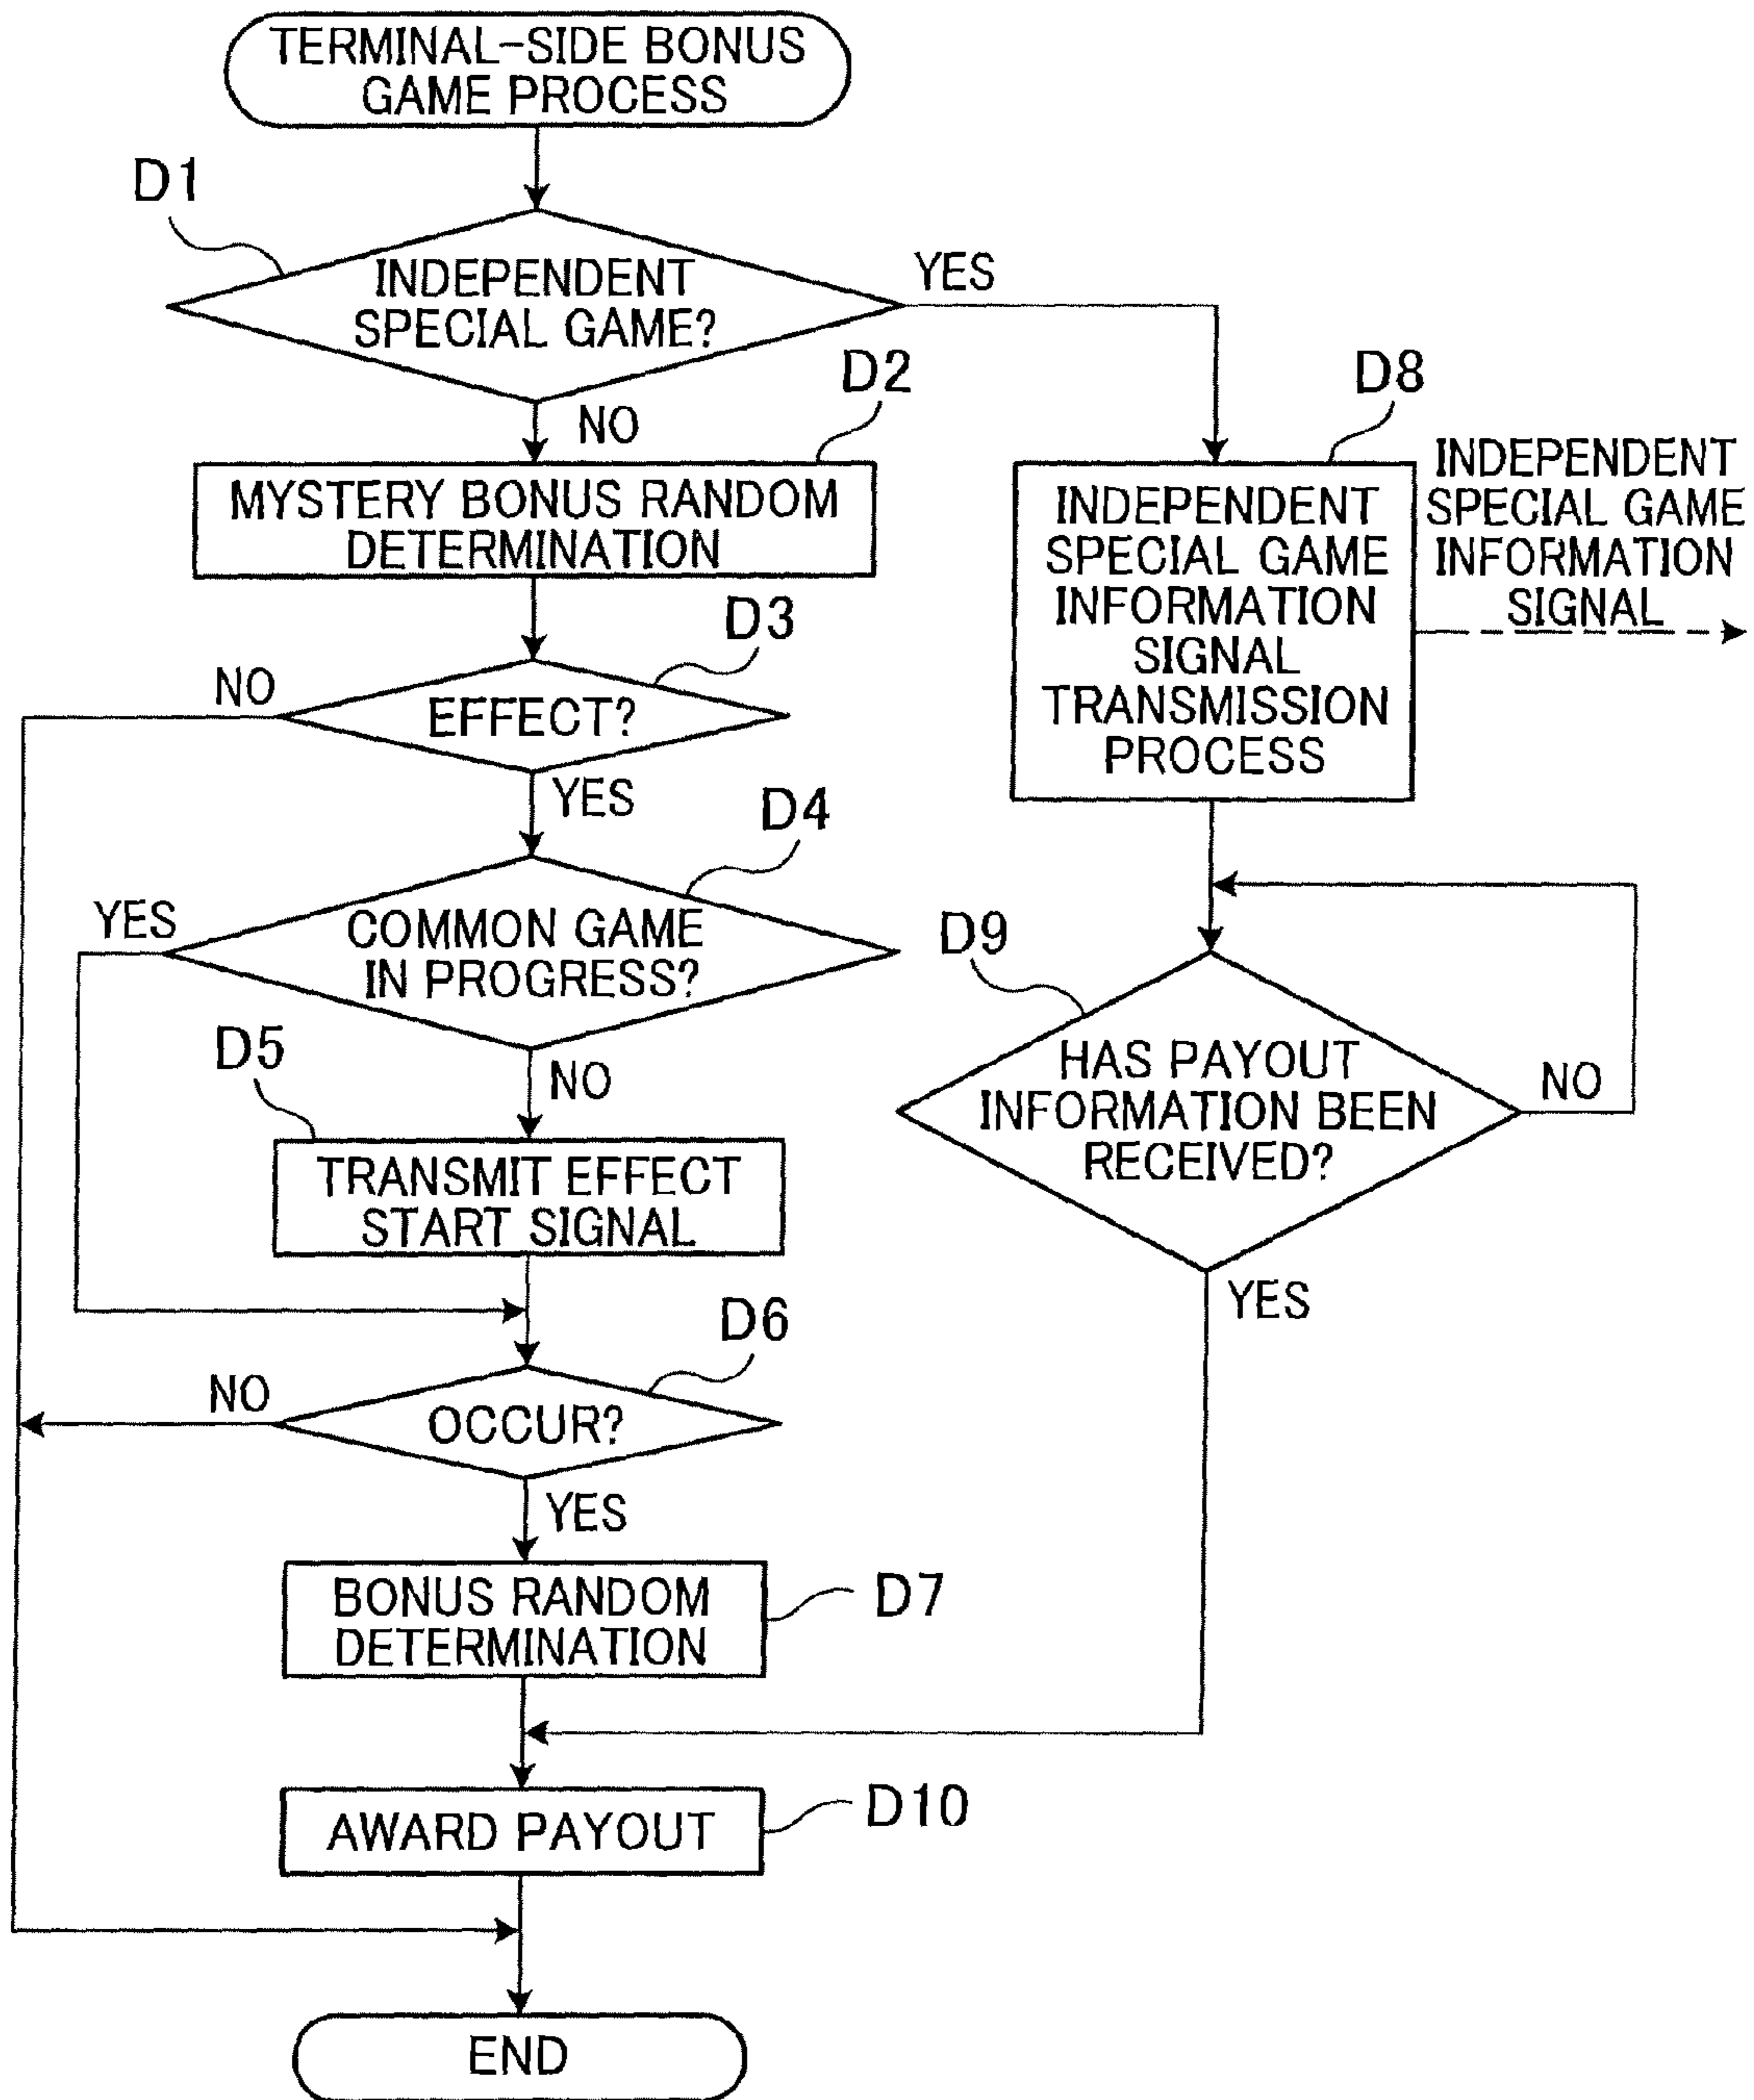 TERMINAL-SIDE BONUS
GAME PROCESS
D1
INDEPENDENT
SPECIAL GAME?
YES
NO
D2
MYSTERY BONUS RANDOM
DETERMINATION
D8
INDEPENDENT
SPECIAL GAME
INFORMATION
SIGNAL
TRANSMISSION
PROCESS
INDEPENDENT
SPECIAL GAME
INFORMATION
SIGNAL
D3
NO
EFFECT?
YES
D4
YES
COMMON GAME
IN PROGRESS?
NO
D9
HAS PAYOUT
INFORMATION BEEN
RECEIVED?
NO
YES
D5
TRANSMIT EFFECT
START SIGNAL
D6
NO
OCCUR?
YES
BONUS RANDOM
DETERMINATION
D7
AWARD PAYOUT
D10
END